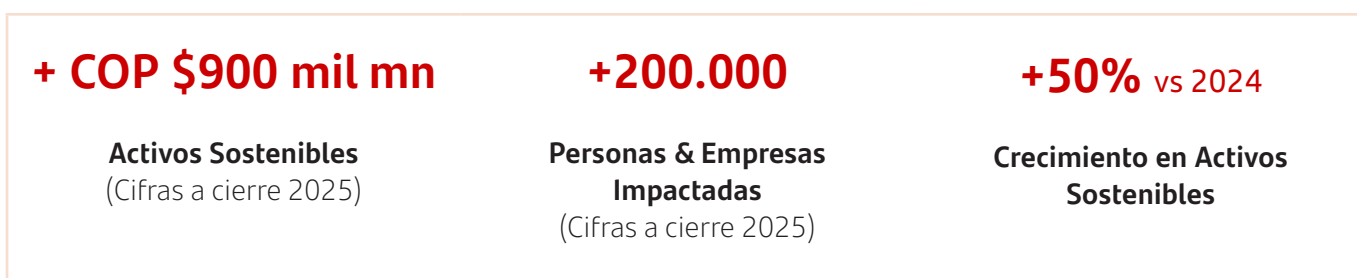 + COP $900 mil mn
Activos Sostenibles
(Cifras a cierre 2025)
+200.000
Personas & Empresas
Impactadas
(Cifras a cierre 2025)
+50% vs 2024
Crecimiento en Activos
Sostenibles